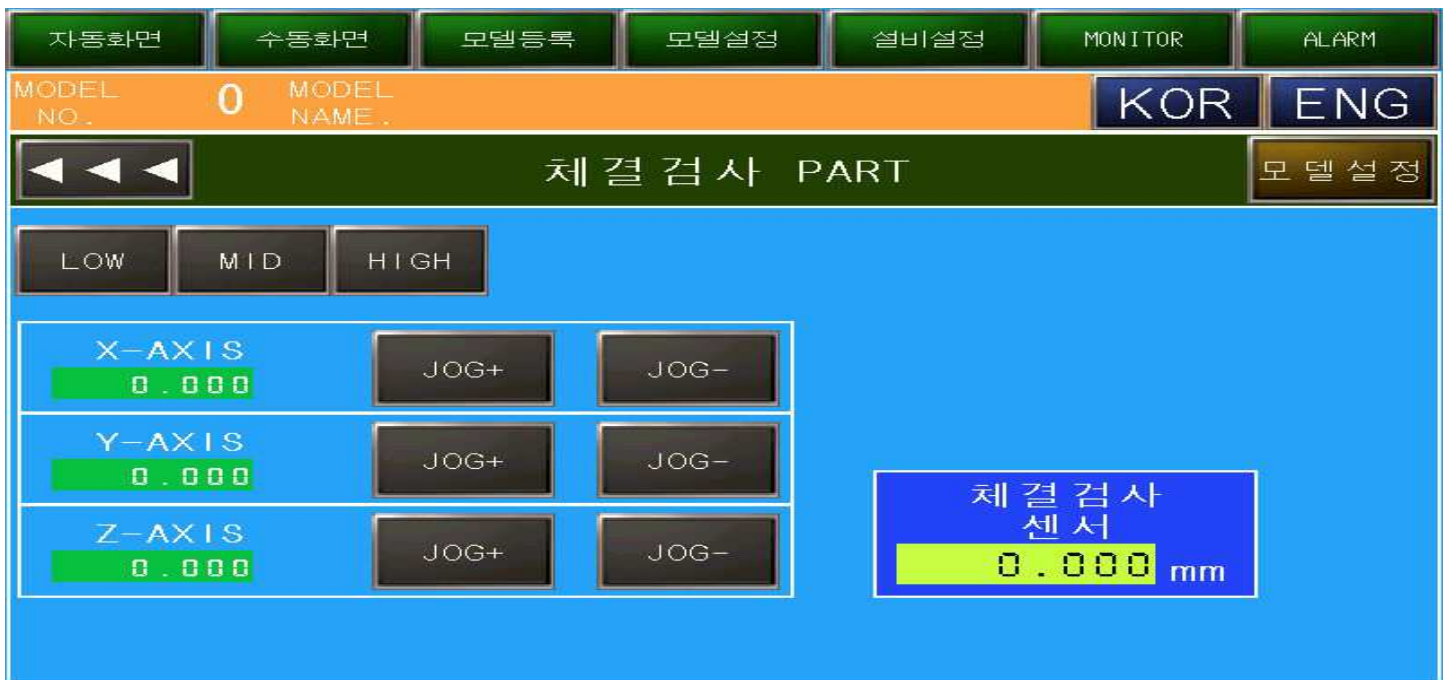 자동화면 수동화면 모델등록 모델설정 설비설정 MONITOR ALARM
MODEL NO. 0 MODEL NAME. KOR ENG
◀◀◀ 체결검사 PART 모델설정
LOW MID HIGH
X-AXIS
0.000 JOG+ JOG-
Y-AXIS
0.000 JOG+ JOG-
Z-AXIS
0.000 JOG+ JOG-
체결검사
센서
0.000 mm